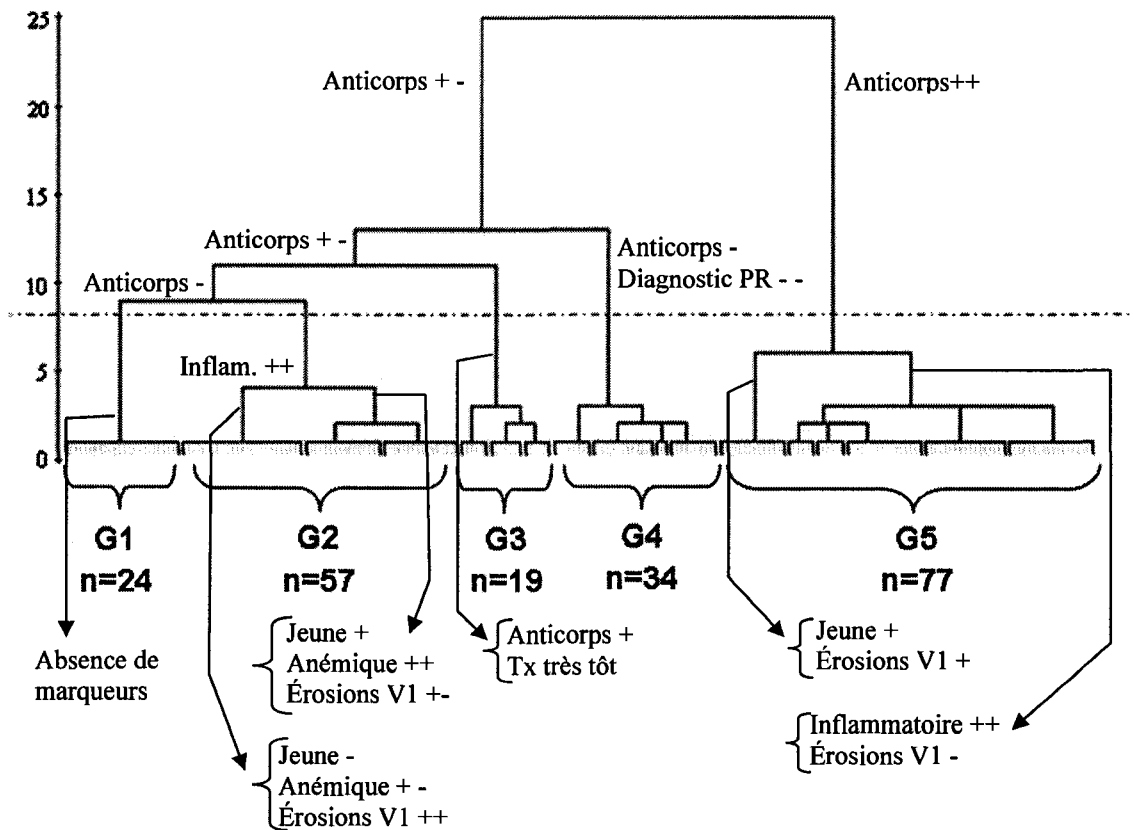 25
Anticorps + -
Anticorps++
20
15
Anticorps + -
Anticorps -
Diagnostic PR - -
Anticorps -
10
Inflam. ++
5
0
G1
n=24
G2
n=57
G3
n=19
G4
n=34
G5
n=77
Absence de
marqueurs
Jeune +
Anémique ++
Érosions V1 +-
Jeune -
Anémique + -
Érosions V1 ++
Anticorps +
Tx très tôt
Jeune +
Érosions V1 +
Inflammatoire ++
Érosions V1 -